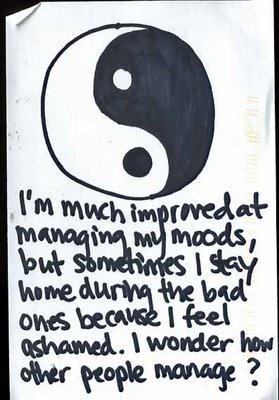 I'm much improved at
managing my moods,
but sometimes I stay
home during the bad
ones because I feel
ashamed. I wonder how
other people manage?